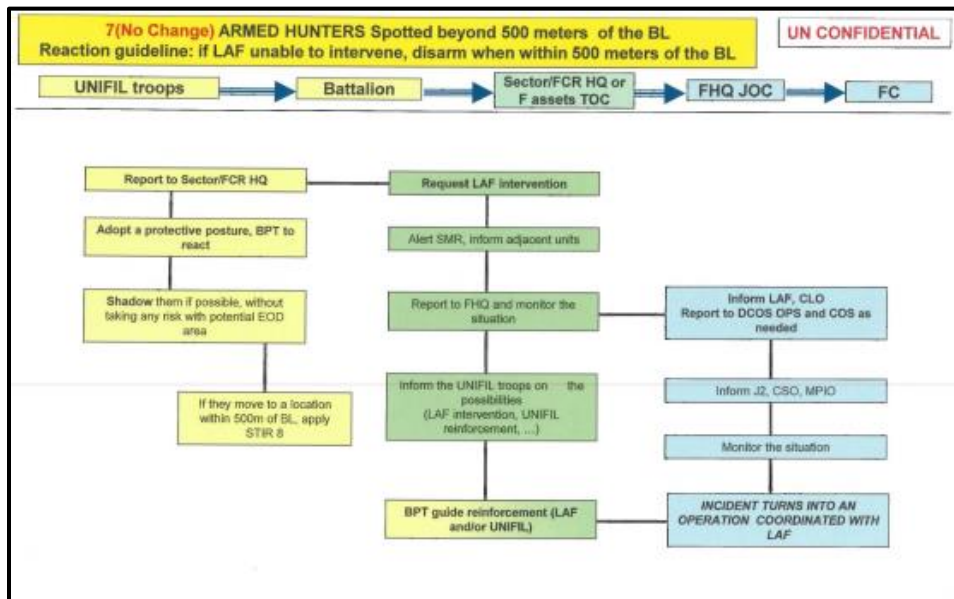 7(No Change) ARMED HUNTERS Spotted beyond 500 meters of the BL
Reaction guideline: if LAF unable to intervene, disarm when within 500 meters of the BL
UN CONFIDENTIAL
UNIFIL troops
Battalion
Sector/FCR HQ or
F assets TOC
FHQ JOC
FC
Report to Sector/FCR HQ
Adopt a protective posture, BPT to
react
Shadow them if possible, without
taking any risk with potential EOD
area
If they move to a location
within 500m of BL, apply
STIR 8
Request LAF intervention
Alert SMR, inform adjacent units
Report to FHQ and monitor the
situation
Inform the UNIFIL troops on the
possibilities
(LAF intervention, UNIFIL
reinforcement, ...)
BPT guide reinforcement (LAF
and/or UNIFIL)
Inform LAF, CLO
Report to DCOS OPS and COS as
needed
Inform J2, CSO, MPIO
Monitor the situation
INCIDENT TURNS INTO AN
OPERATION COORDINATED WITH
LAF